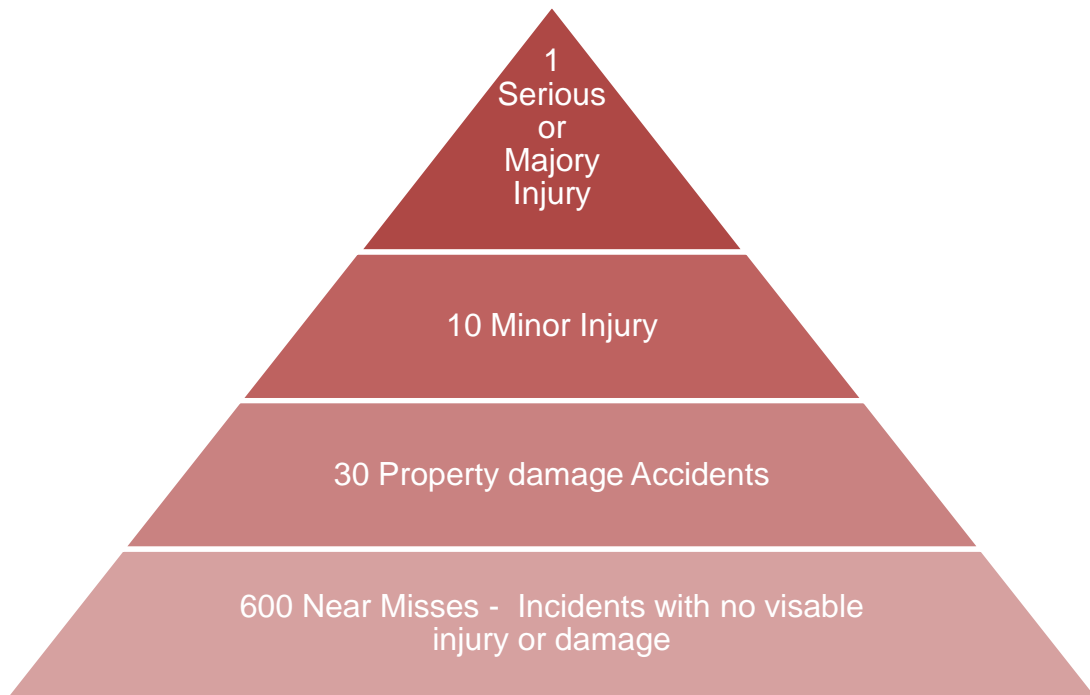 1
Serious
or
Majory
Injury
10 Minor Injury
30 Property damage Accidents
600 Near Misses -  Incidents with no visable
injury or damage